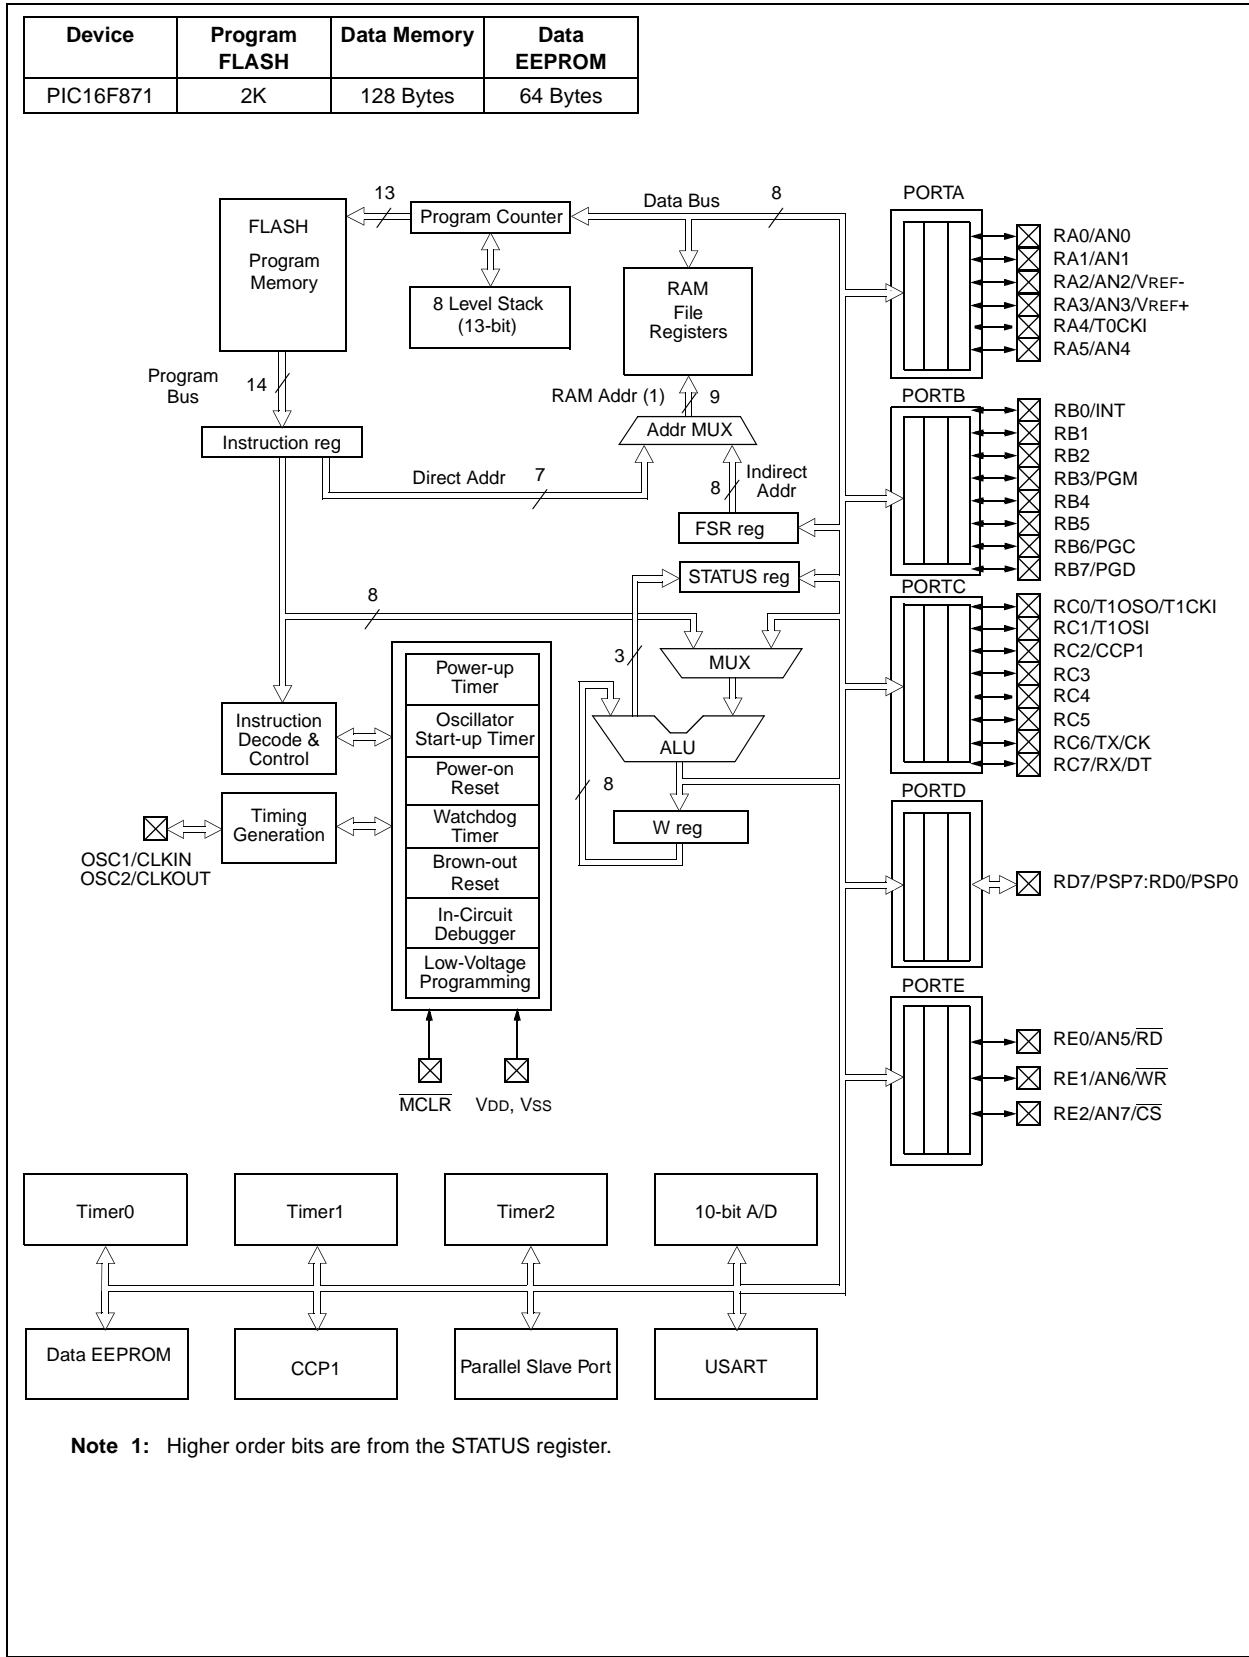 Device Program FLASH Data Memory Data EEPROM
PIC16F871 2K 128 Bytes 64 Bytes
13
Data Bus
8
PORTA
FLASH
Program
Memory
Program Counter
8 Level Stack
(13-bit)
RAM
File
Registers
RA0/AN0
RA1/AN1
RA2/AN2/VREF-
RA3/AN3/VREF+
RA4/T0CKI
RA5/AN4
Program
Bus
14
RAM Addr (1)
9
PORTB
Instruction reg
Addr MUX
RB0/INT
RB1
RB2
RB3/PGM
RB4
RB5
RB6/PGC
RB7/PGD
Direct Addr
7
8
Indirect
Addr
FSR reg
STATUS reg
PORTC
8
RC0/T1OSO/T1CKI
RC1/T1OSI
RC2/CCP1
RC3
RC4
RC5
RC6/TX/CK
RC7/RX/DT
3
MUX
Power-up
Timer
Instruction
Decode &
Control
Oscillator
Start-up Timer
ALU
Power-on
Reset
8
PORTD
Timing
Generation
Watchdog
Timer
W reg
OSC1/CLKIN
OSC2/CLKOUT
Brown-out
Reset
RD7/PSP7:RD0/PSP0
In-Circuit
Debugger
Low-Voltage
Programming
PORTE
RE0/AN5/RD
RE1/AN6/WR
RE2/AN7/CS
MCLR
VDD, VSS
Timer0
Timer1
Timer2
10-bit A/D
Data EEPROM
CCP1
Parallel Slave Port
USART
Note 1: Higher order bits are from the STATUS register.